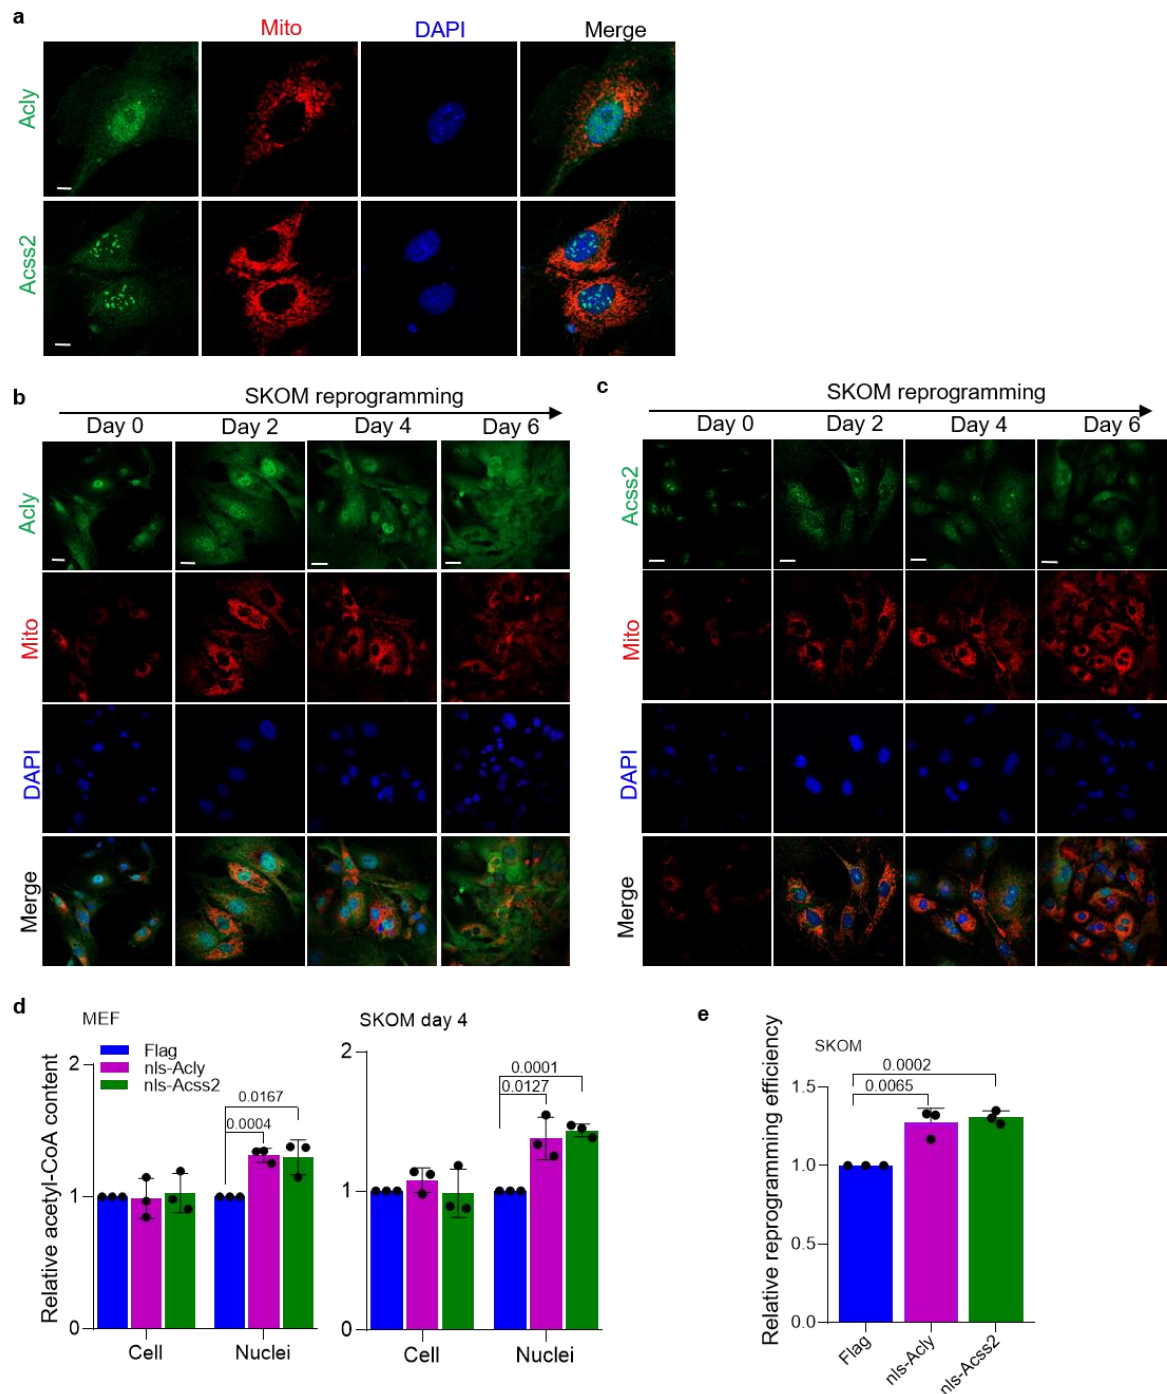 a
Mito DAPI Merge
Acly
Acss2
b
SKOM reprogramming
Day 0 Day 2 Day 4 Day 6
Acly
Mito
DAPI
Merge
c
SKOM reprogramming
Day 0 Day 2 Day 4 Day 6
Acss2
Mito
DAPI
Merge
d
MEF
Flag
nls-Acly
nls-Acss2
Relative acetyl-CoA content
2
1
0
0.0167
0.0004
Cell Nuclei
SKOM day 4
2
1
0
0.0001
0.0127
Cell Nuclei
e
SKOM
Relative reprogramming efficiency
1.5
1.0
0.5
0.0
0.0002
0.0065
Flag
nls-Acly
nls-Acss2